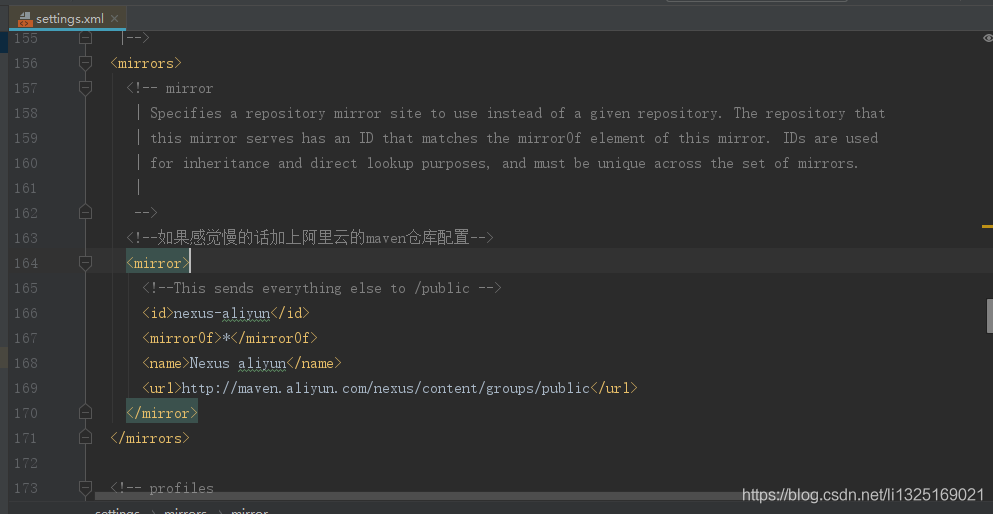 settings.xml
155 |-->
156 <mirrors>
157 <!-- mirror
158 | Specifies a repository mirror site to use instead of a given repository. The repository that
159 | this mirror serves has an ID that matches the mirrorOf element of this mirror. IDs are used
160 | for inheritance and direct lookup purposes, and must be unique across the set of mirrors.
161 |
162 -->
163 <!--如果感觉慢的话加上阿里云的maven仓库配置-->
164 <mirror>
165 <!--This sends everything else to /public -->
166 <id>nexus-aliyun</id>
167 <mirrorOf>*</mirrorOf>
168 <name>Nexus aliyun</name>
169 <url>http://maven.aliyun.com/nexus/content/groups/public</url>
170 </mirror>
171 </mirrors>
172
173 <!-- profiles
https://blog.csdn.net/li1325169021
settings > mirrors > mirror